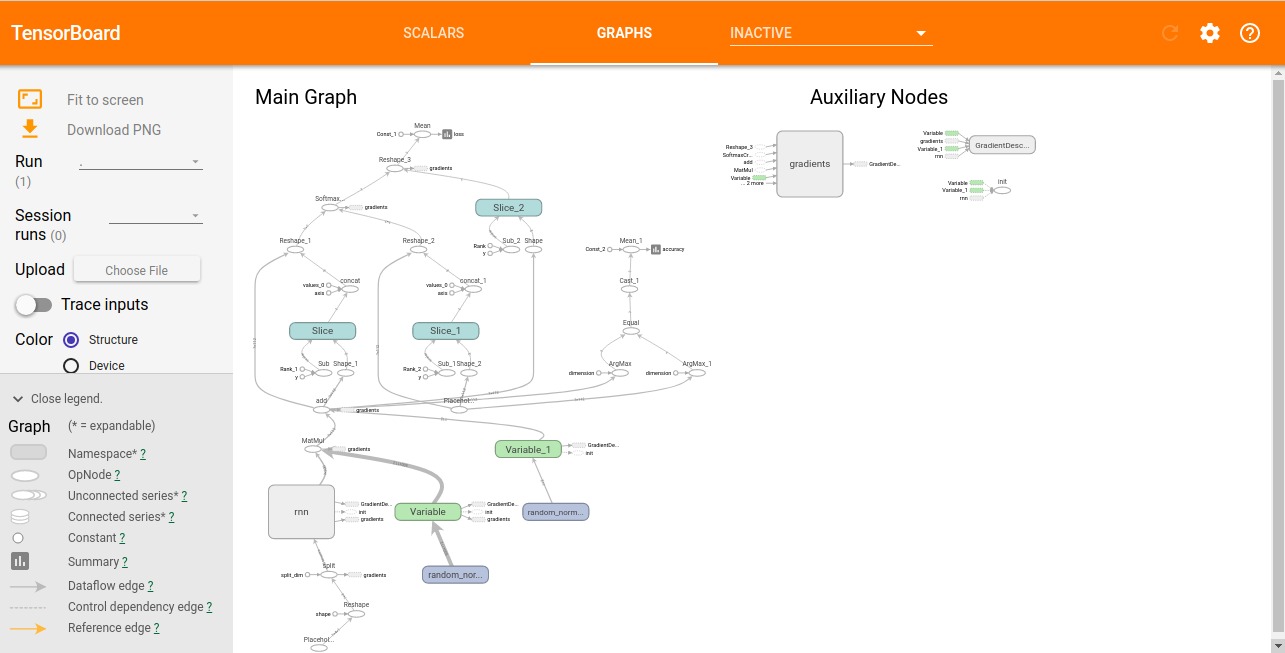 TensorBoard
SCALARS
GRAPHS
INACTIVE
Fit to screen
Download PNG
Run
(1)
.
Session
runs (0)
Upload
Choose File
Trace inputs
Color
Structure
Device
Close legend.
Graph
(* = expandable)
Namespace* ?
OpNode ?
Unconnected series* ?
Connected series* ?
Constant ?
Summary ?
Dataflow edge ?
Control dependency edge ?
Reference edge ?
Main Graph
Mean
Const_1
loss
Reshape_3
gradients
Softmax...
gradients
Slice_2
Reshape_1
Reshape_2
Rank
y
Sub_2
Shape
Mean_1
Const_2
accuracy
concat
values_0
axis
concat_1
values_0
axis
Cast_1
Slice
Slice_1
Equal
Rank_1
y
Sub
Shape_1
Rank_2
y
Sub_1
Shape_2
ArgMax
dimension
ArgMax_1
dimension
add
gradients
Placehol...
MatMul
gradients
Variable_1
GradientDe...
init
rnn
GradientDe...
init
gradients
Variable
GradientDe...
init
gradients
random_norm...
split
split_dim
gradients
random_nor...
Reshape
shape
Placehol...
Auxiliary Nodes
Reshape_3
SoftmaxCr...
add
MatMul
Variable
... 2 more
gradients
GradientDe...
Variable
gradients
Variable_1
rnn
GradientDesc...
Variable
Variable_1
rnn
init